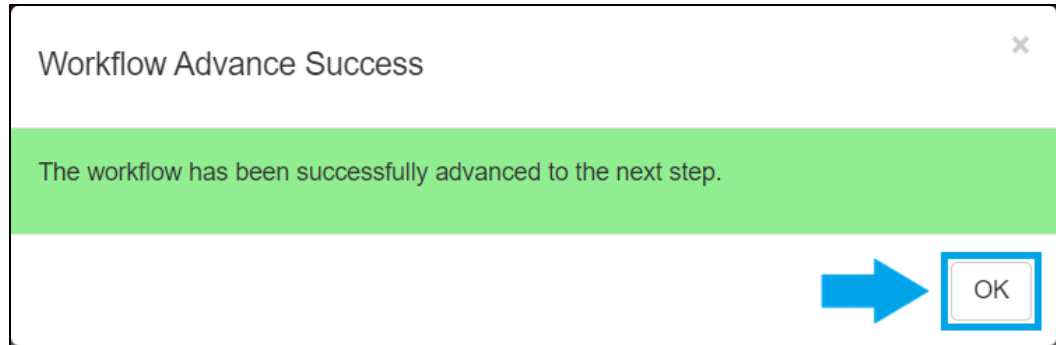 Workflow Advance Success
×
The workflow has been successfully advanced to the next step.
OK